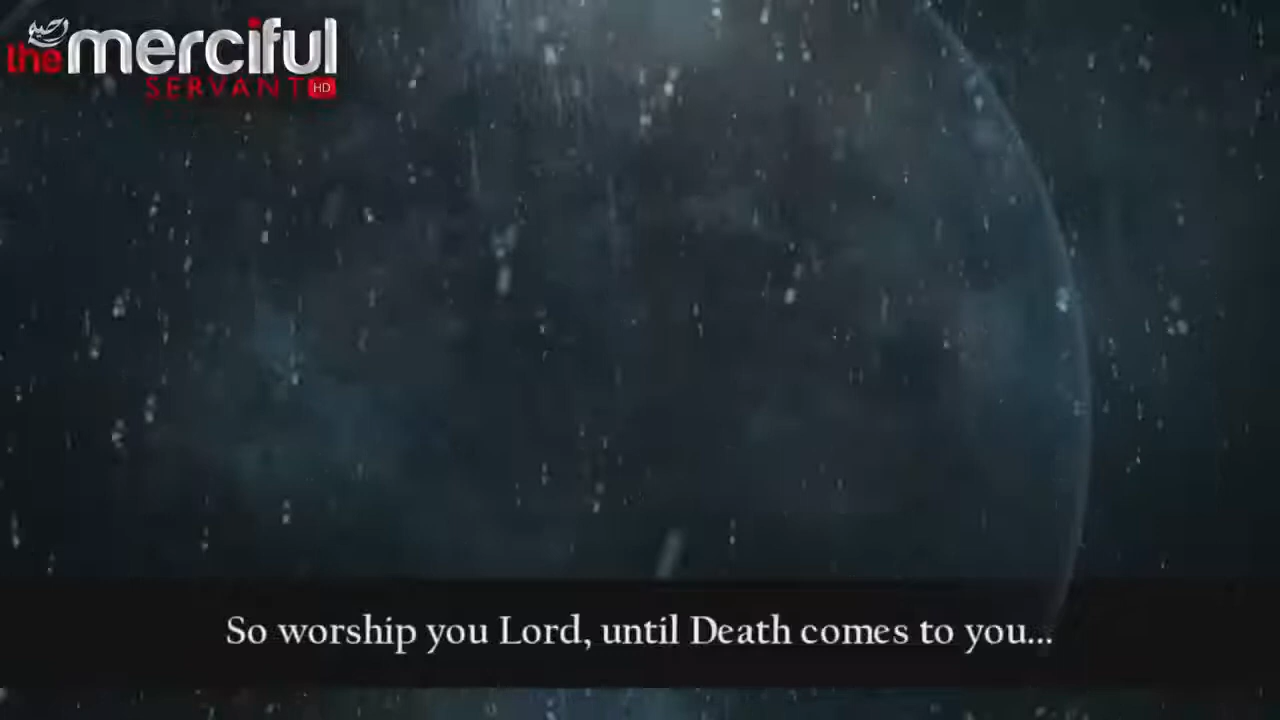 the merciful
SERVANT HD
So worship you Lord, until Death comes to you...